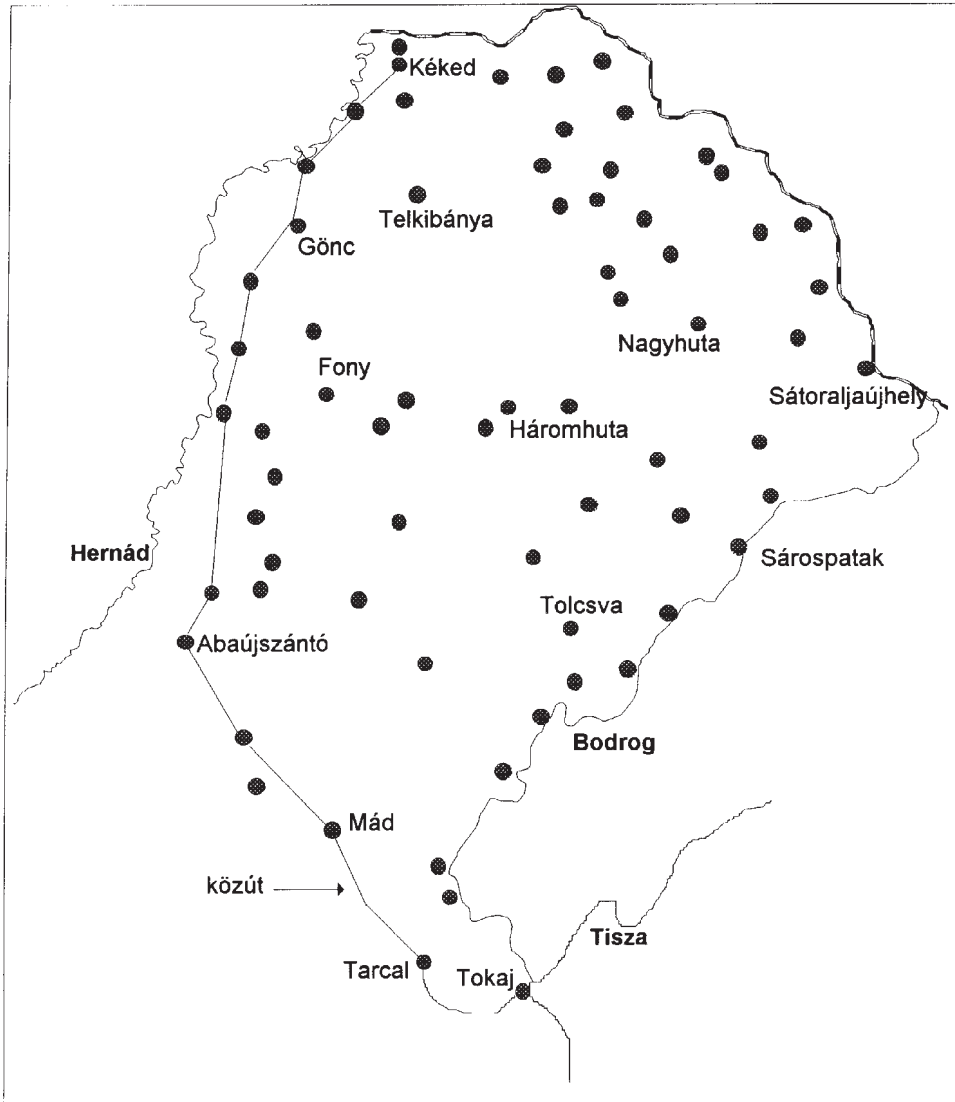 Kéked
Telkibánya
Gönc
Nagyhuta
Fony
Sátoraljaújhely
Háromhuta
Hernád
Sárospatak
Tolcsva
Abaújszántó
Bodrog
Mád
közút
Tisza
Tarcal
Tokaj